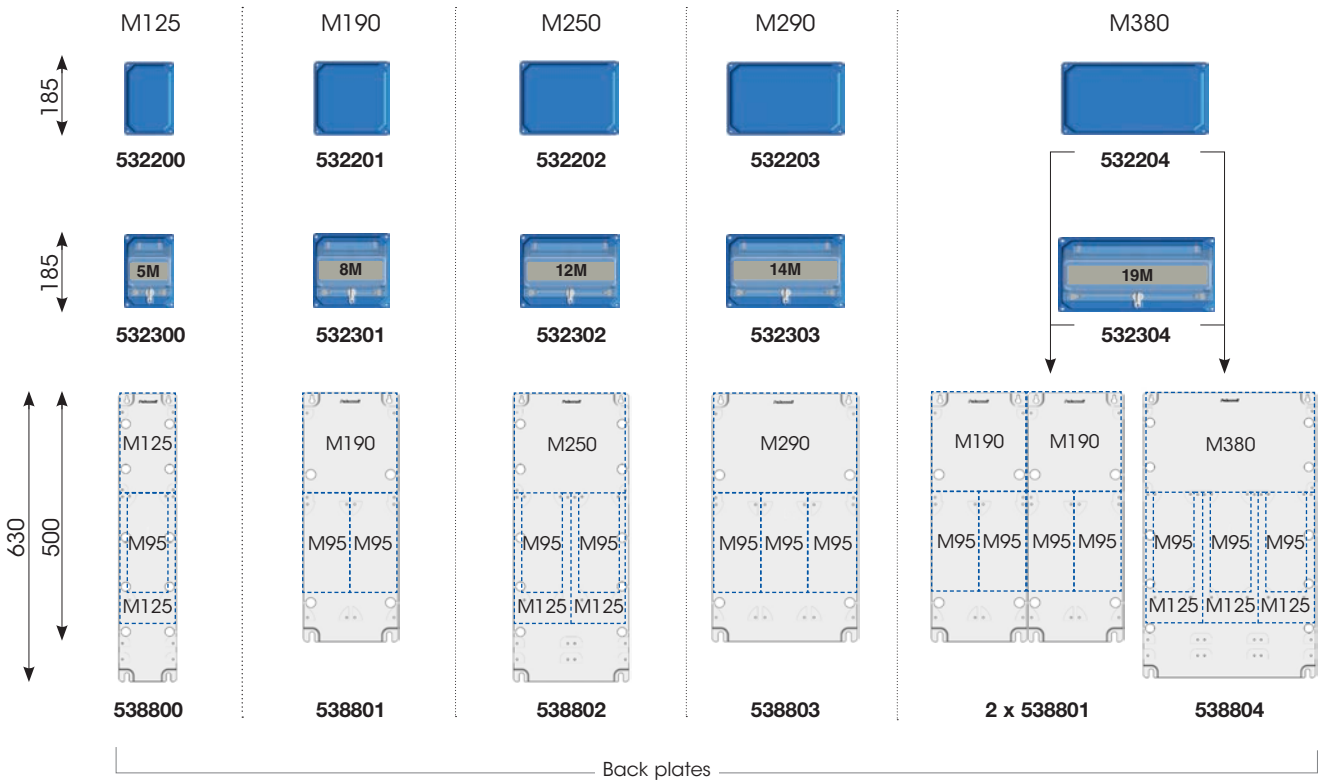 M125 M190 M250 M290 M380
185
532200 532201 532202 532203 532204
185
5M 8M 12M 14M 19M
532300 532301 532302 532303 532304
630
500
M125 M190 M250 M290 M190 M190 M380
M95 M95 M95 M95 M95 M95 M95 M95 M95 M95 M95 M95 M95 M95 M95
M125 M125 M125 M125 M125 M125
538800 538801 538802 538803 2 x 538801 538804
Back plates